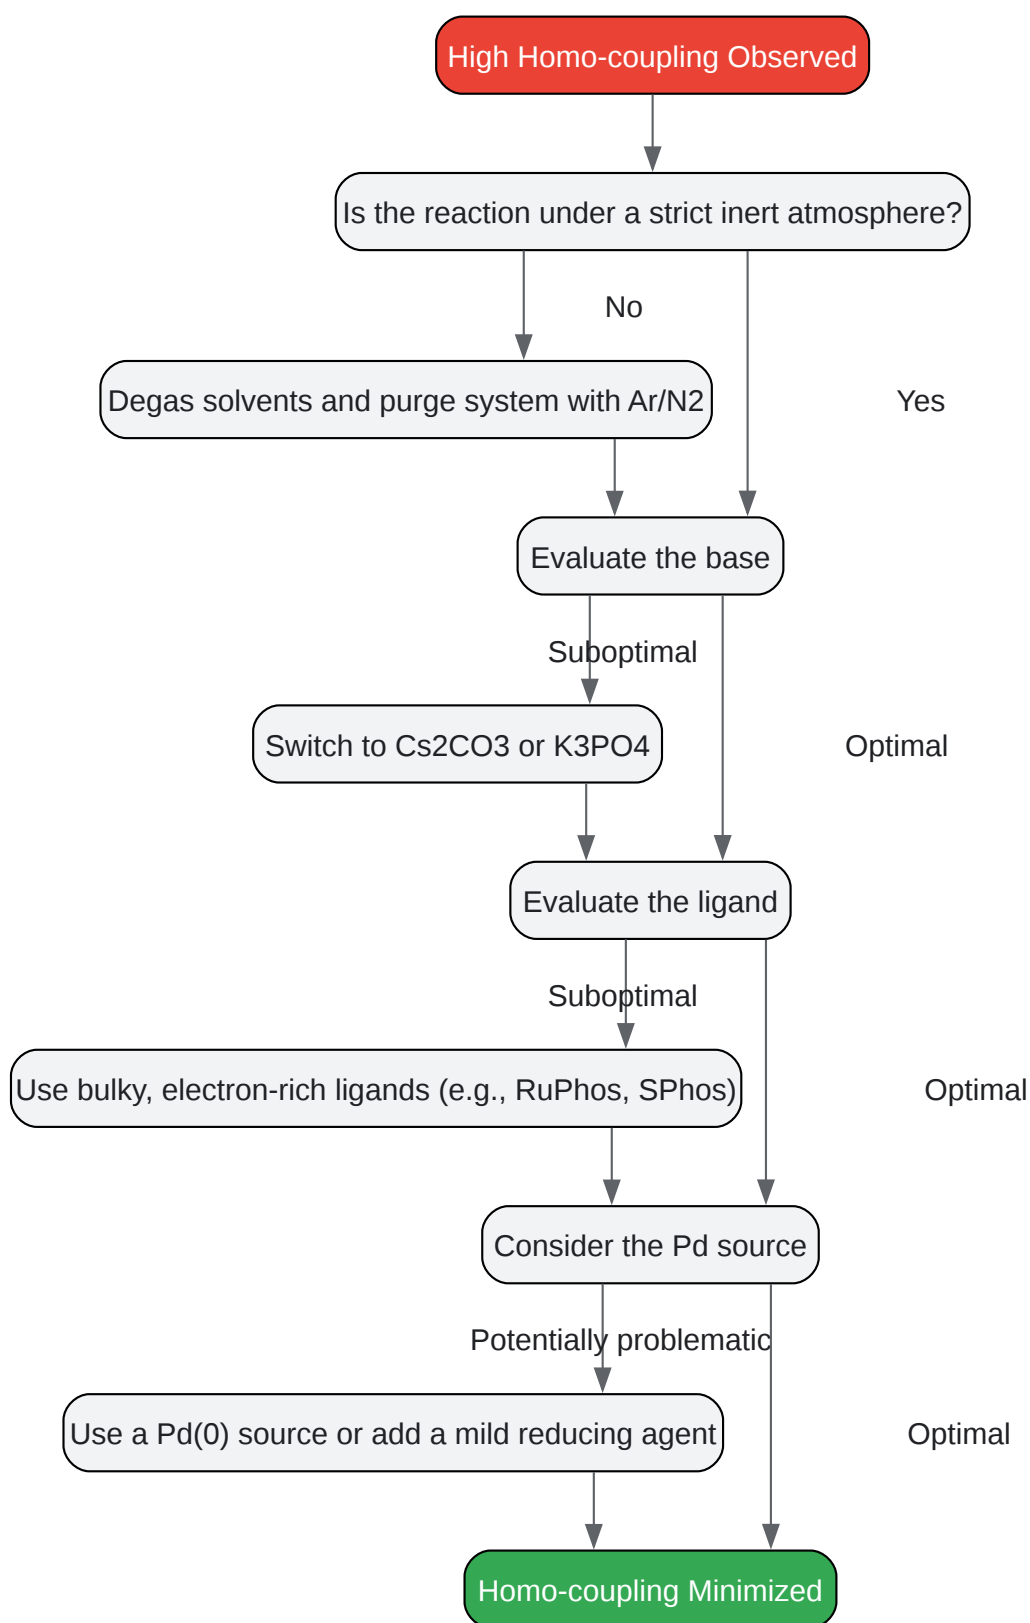 High Homo-coupling Observed
Is the reaction under a strict inert atmosphere?
No
Degas solvents and purge system with Ar/N2
Yes
Evaluate the base
Suboptimal
Switch to Cs2CO3 or K3PO4
Optimal
Evaluate the ligand
Suboptimal
Use bulky, electron-rich ligands (e.g., RuPhos, SPhos)
Optimal
Consider the Pd source
Potentially problematic
Use a Pd(0) source or add a mild reducing agent
Optimal
Homo-coupling Minimized